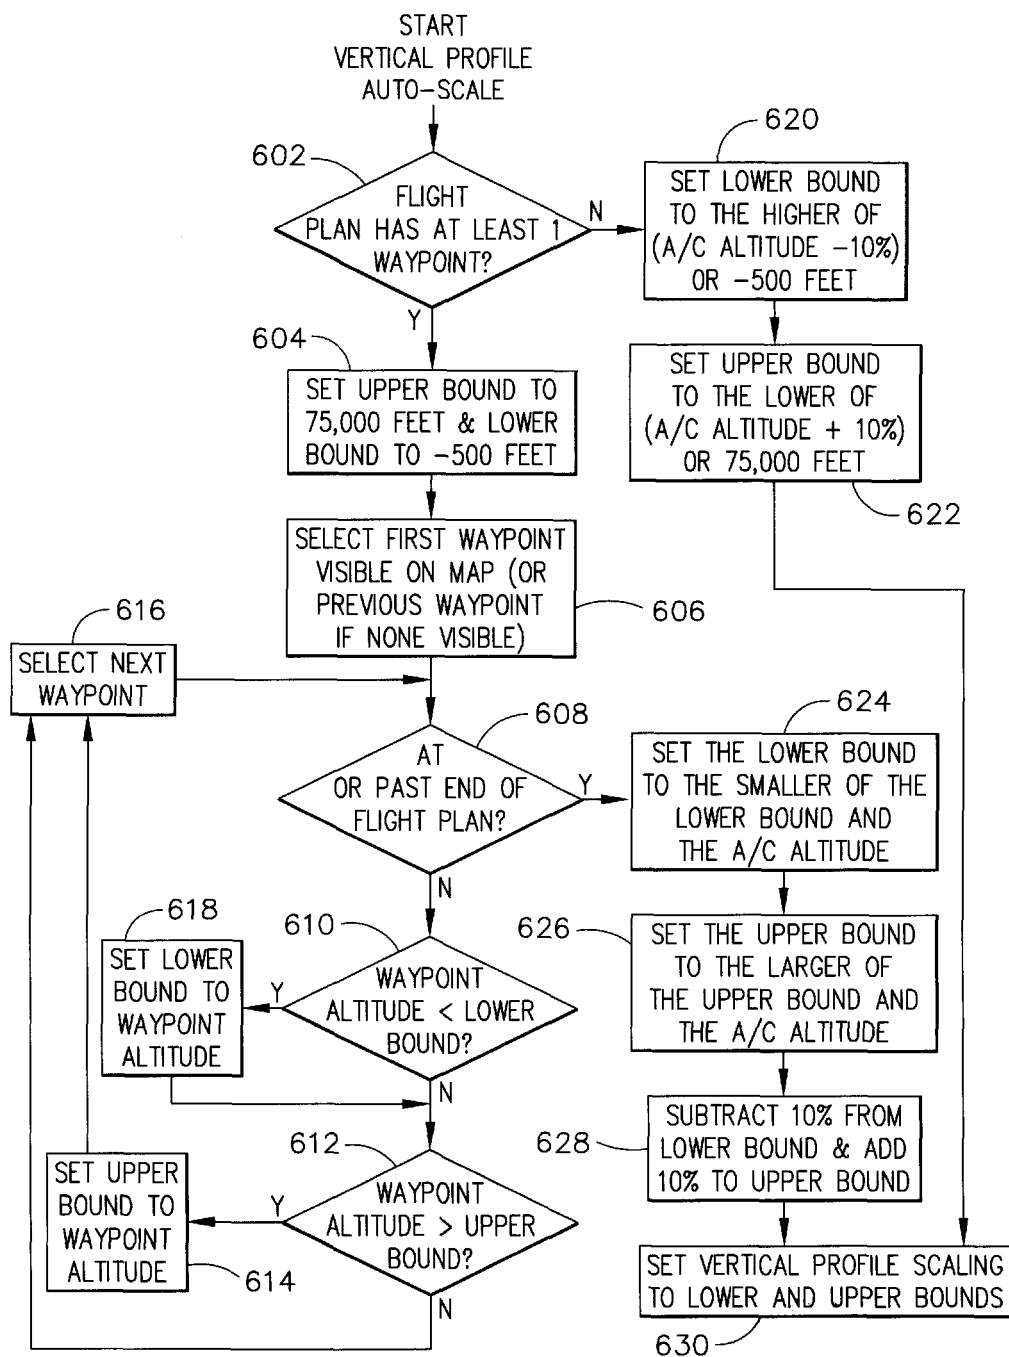 START
VERTICAL PROFILE
AUTO-SCALE
602
FLIGHT
PLAN HAS AT LEAST 1
WAYPOINT?
N
Y
620
SET LOWER BOUND
TO THE HIGHER OF
(A/C ALTITUDE -10%)
OR -500 FEET
604
SET UPPER BOUND TO
75,000 FEET & LOWER
BOUND TO -500 FEET
SET UPPER BOUND
TO THE LOWER OF
(A/C ALTITUDE + 10%)
OR 75,000 FEET
622
SELECT FIRST WAYPOINT
VISIBLE ON MAP (OR
PREVIOUS WAYPOINT
IF NONE VISIBLE)
606
616
SELECT NEXT
WAYPOINT
608
AT
OR PAST END OF
FLIGHT PLAN?
Y
N
624
SET THE LOWER BOUND
TO THE SMALLER OF THE
LOWER BOUND AND
THE A/C ALTITUDE
618
SET LOWER
BOUND TO
WAYPOINT
ALTITUDE
610
WAYPOINT
ALTITUDE < LOWER
BOUND?
Y
N
626
SET THE UPPER BOUND
TO THE LARGER OF
THE UPPER BOUND AND
THE A/C ALTITUDE
612
WAYPOINT
ALTITUDE > UPPER
BOUND?
Y
N
SET UPPER
BOUND TO
WAYPOINT
ALTITUDE
614
628
SUBTRACT 10% FROM
LOWER BOUND & ADD
10% TO UPPER BOUND
SET VERTICAL PROFILE SCALING
TO LOWER AND UPPER BOUNDS
630